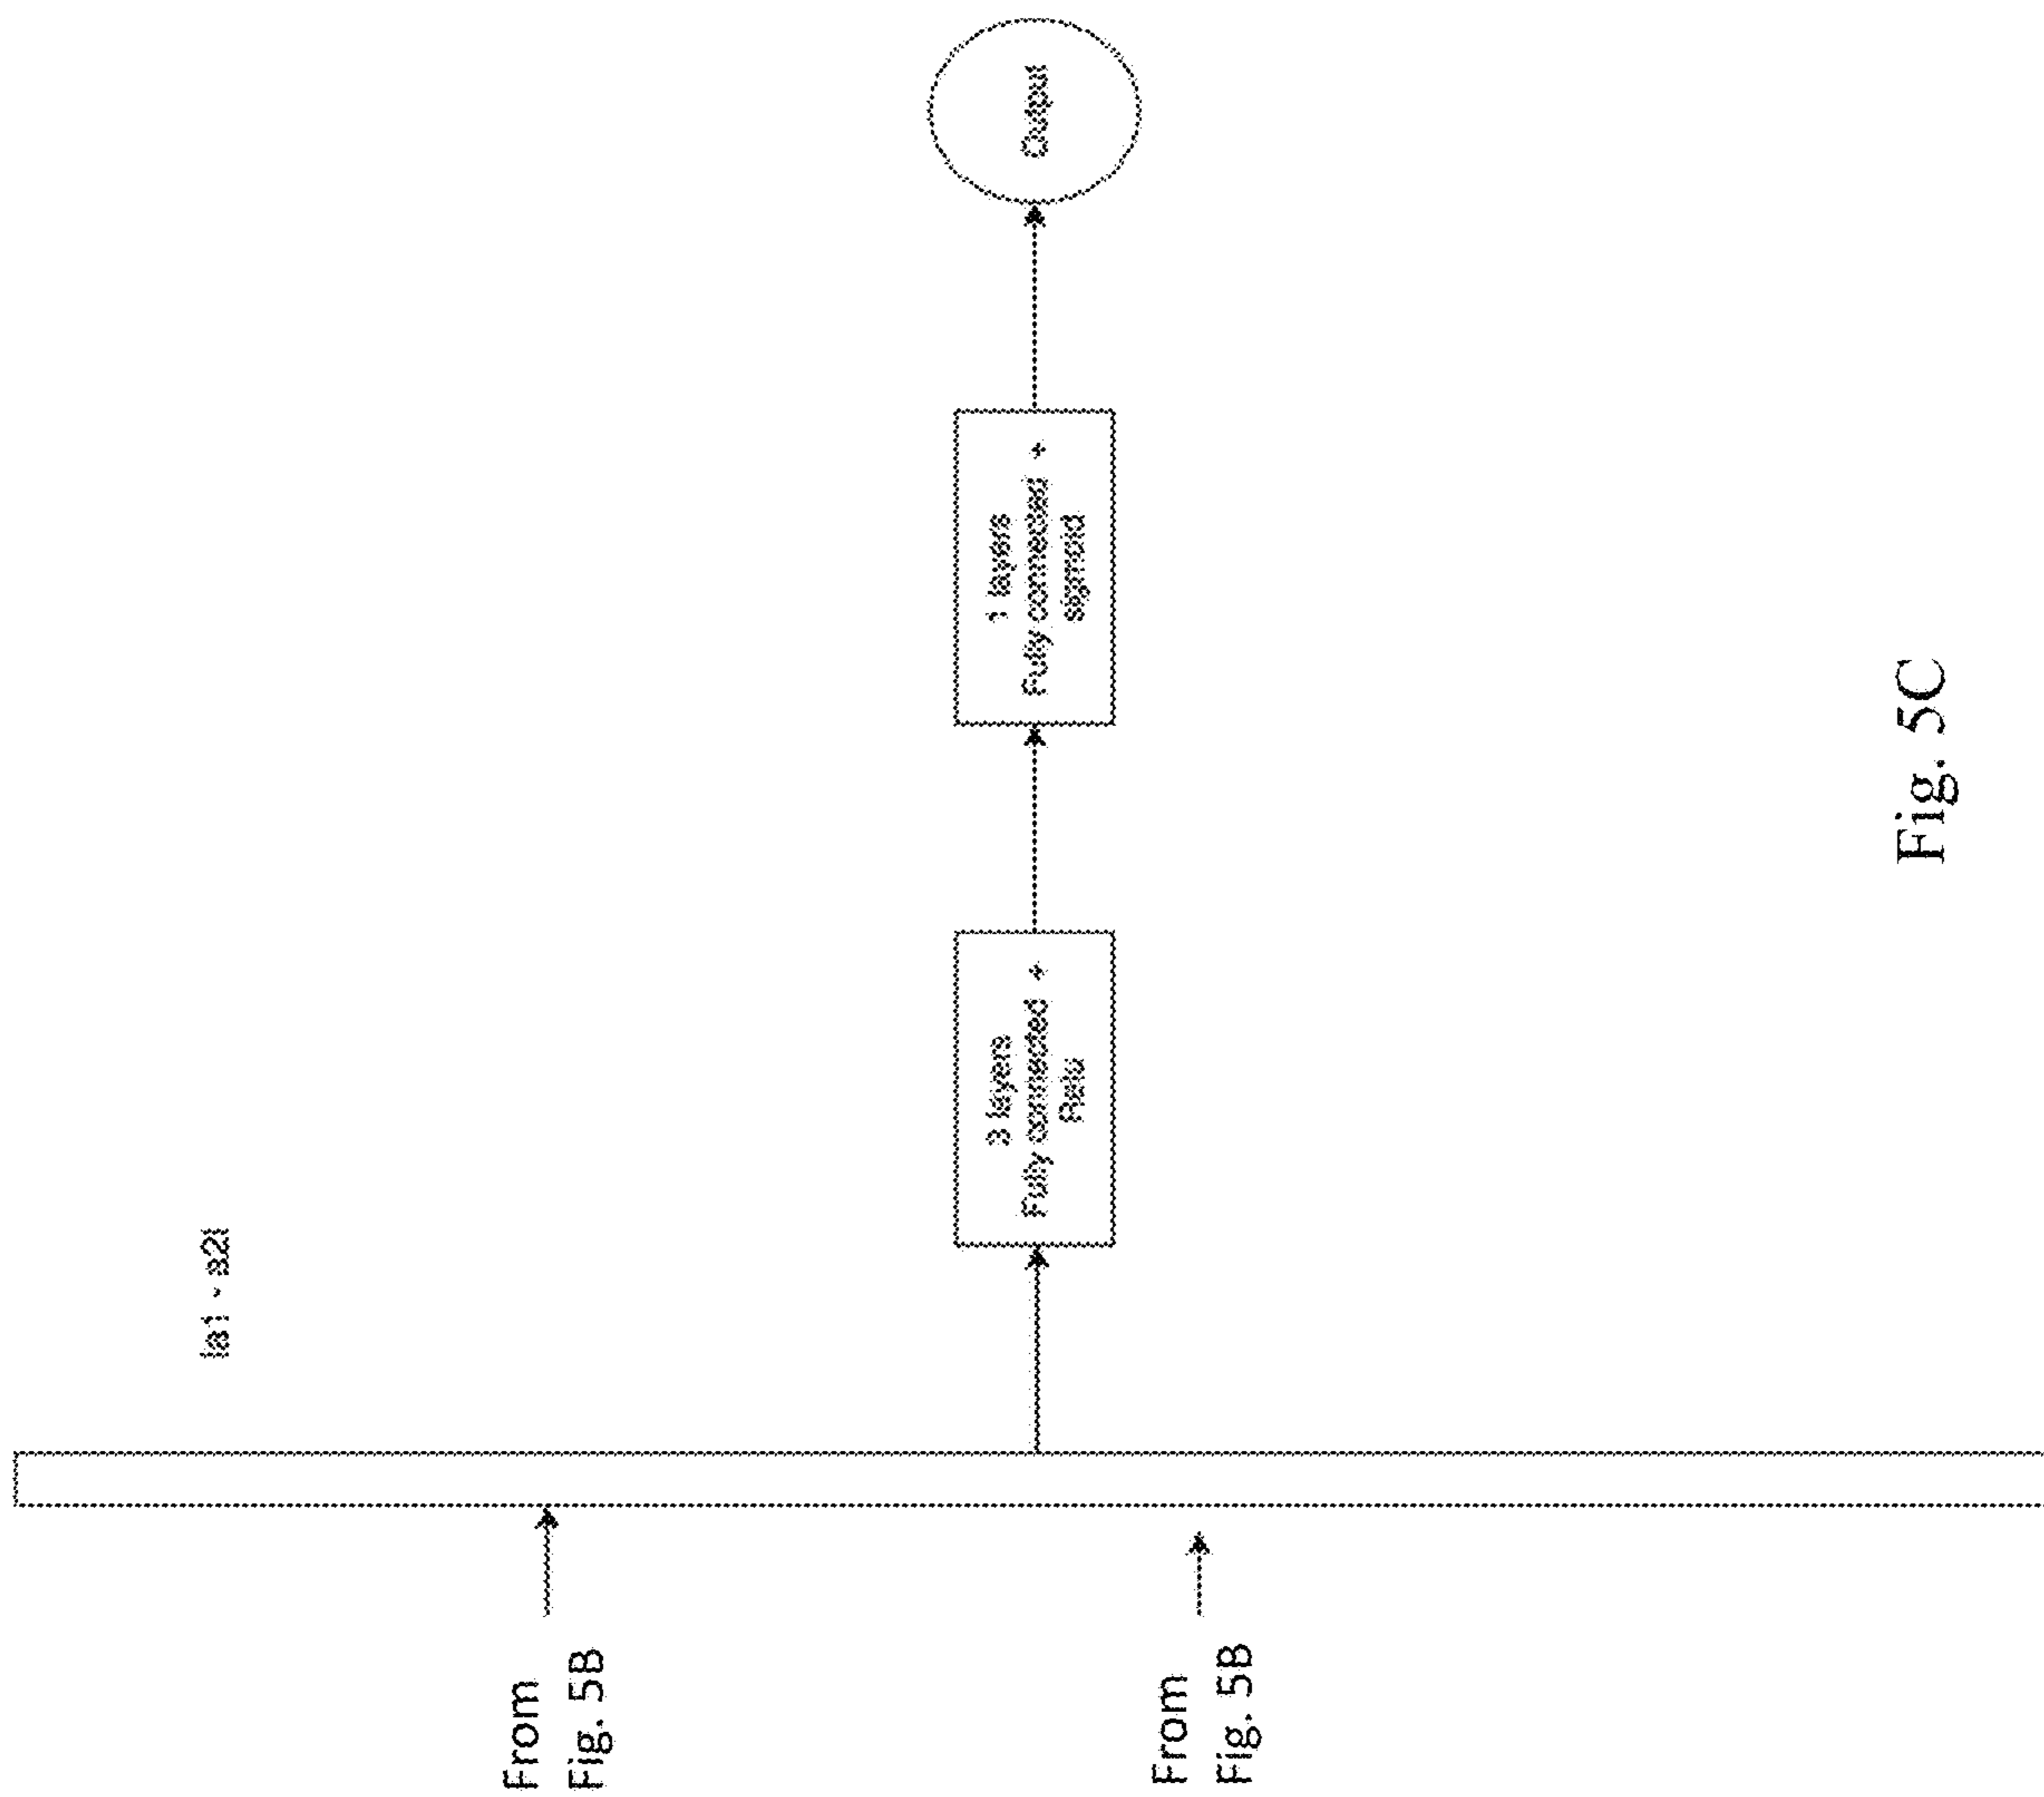 From
Fig. 5B
From
Fig. 5B
|a1 - a2|
3 layers
Fully connected +
Relu
1 layers
Fully connected +
sigmoid
Output
Fig. 5C